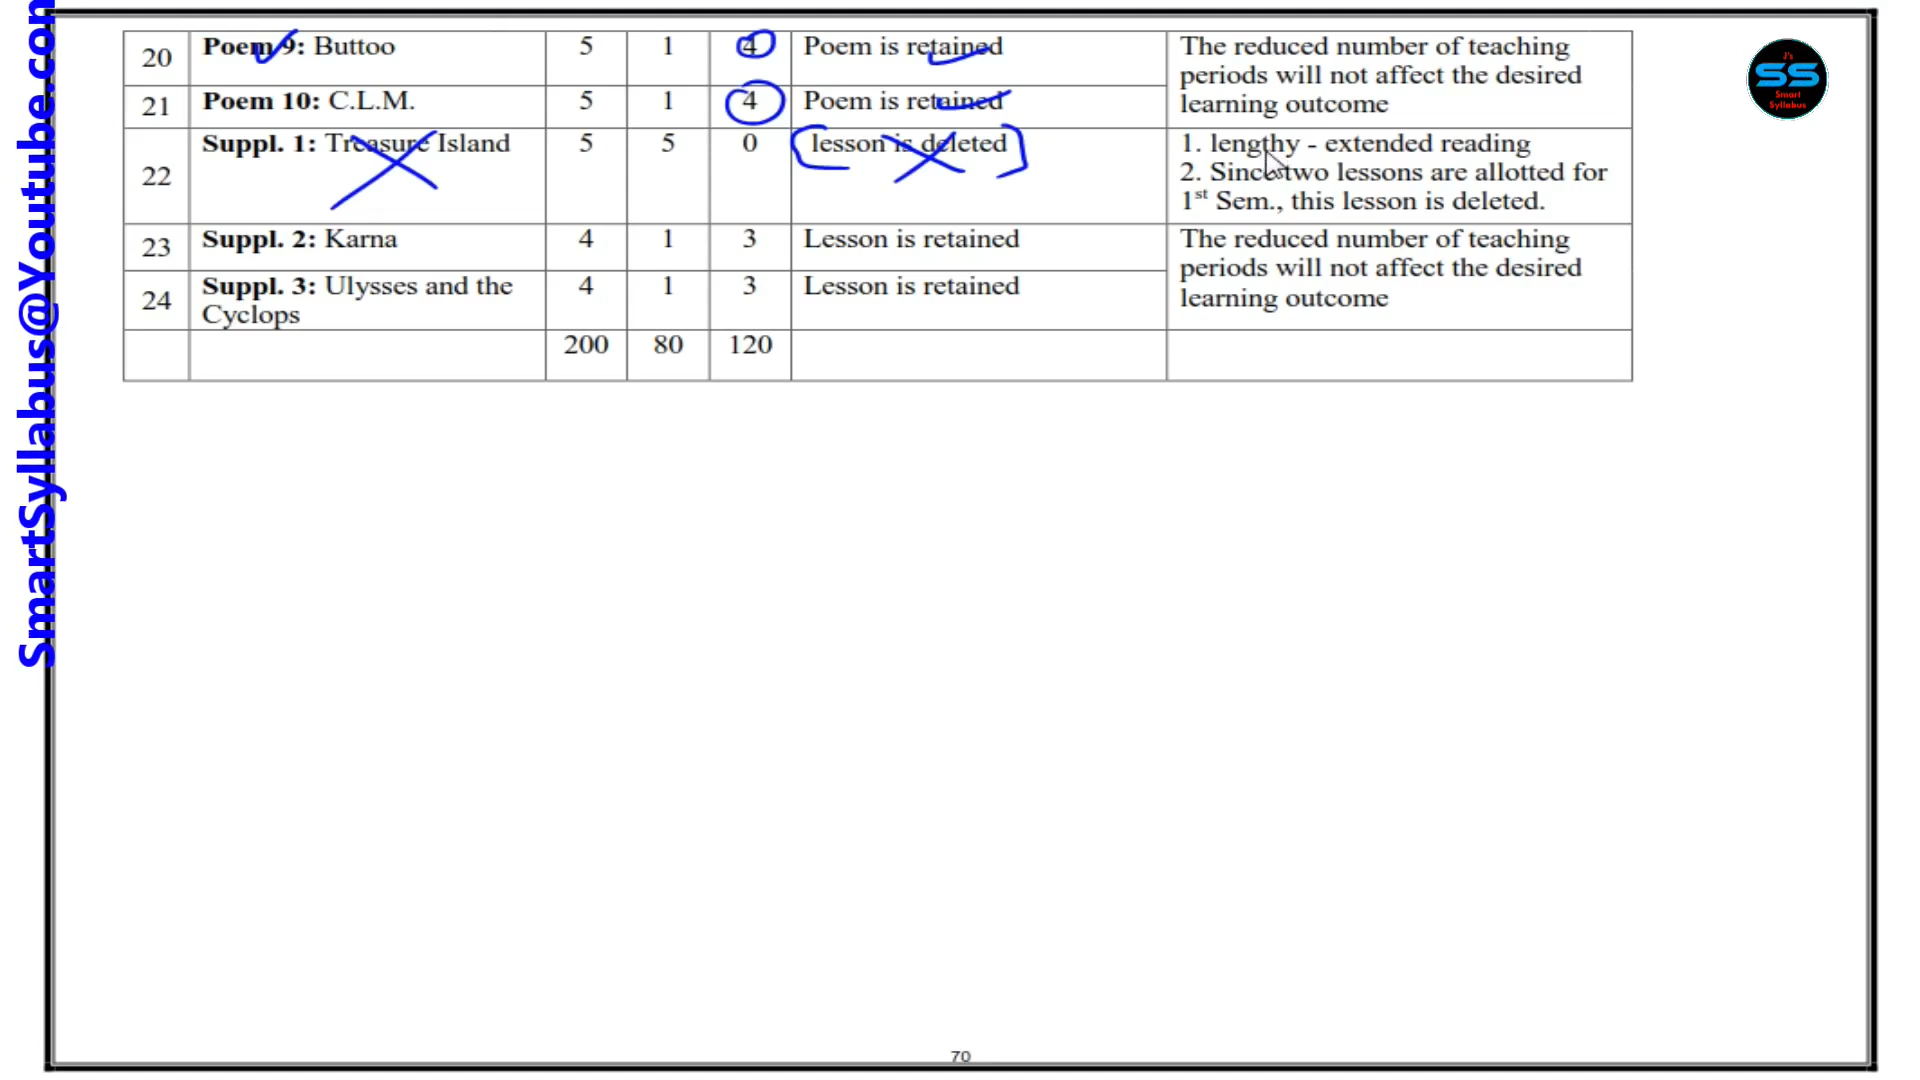 20 Poem 9: Buttoo 5 1 4 Poem is retained The reduced number of teaching
periods will not affect the desired
learning outcome
21 Poem 10: C.L.M. 5 1 4 Poem is retained
22 Suppl. 1: Treasure Island 5 5 0 lesson is deleted 1. lengthy - extended reading
2. Since two lessons are allotted for
1st Sem., this lesson is deleted.
23 Suppl. 2: Karna 4 1 3 Lesson is retained The reduced number of teaching
periods will not affect the desired
learning outcome
24 Suppl. 3: Ulysses and the 4 1 3 Lesson is retained
Cyclops
200 80 120
70
SmartSyllabus@Youtube.com
J's
SS
Smart
Syllabus